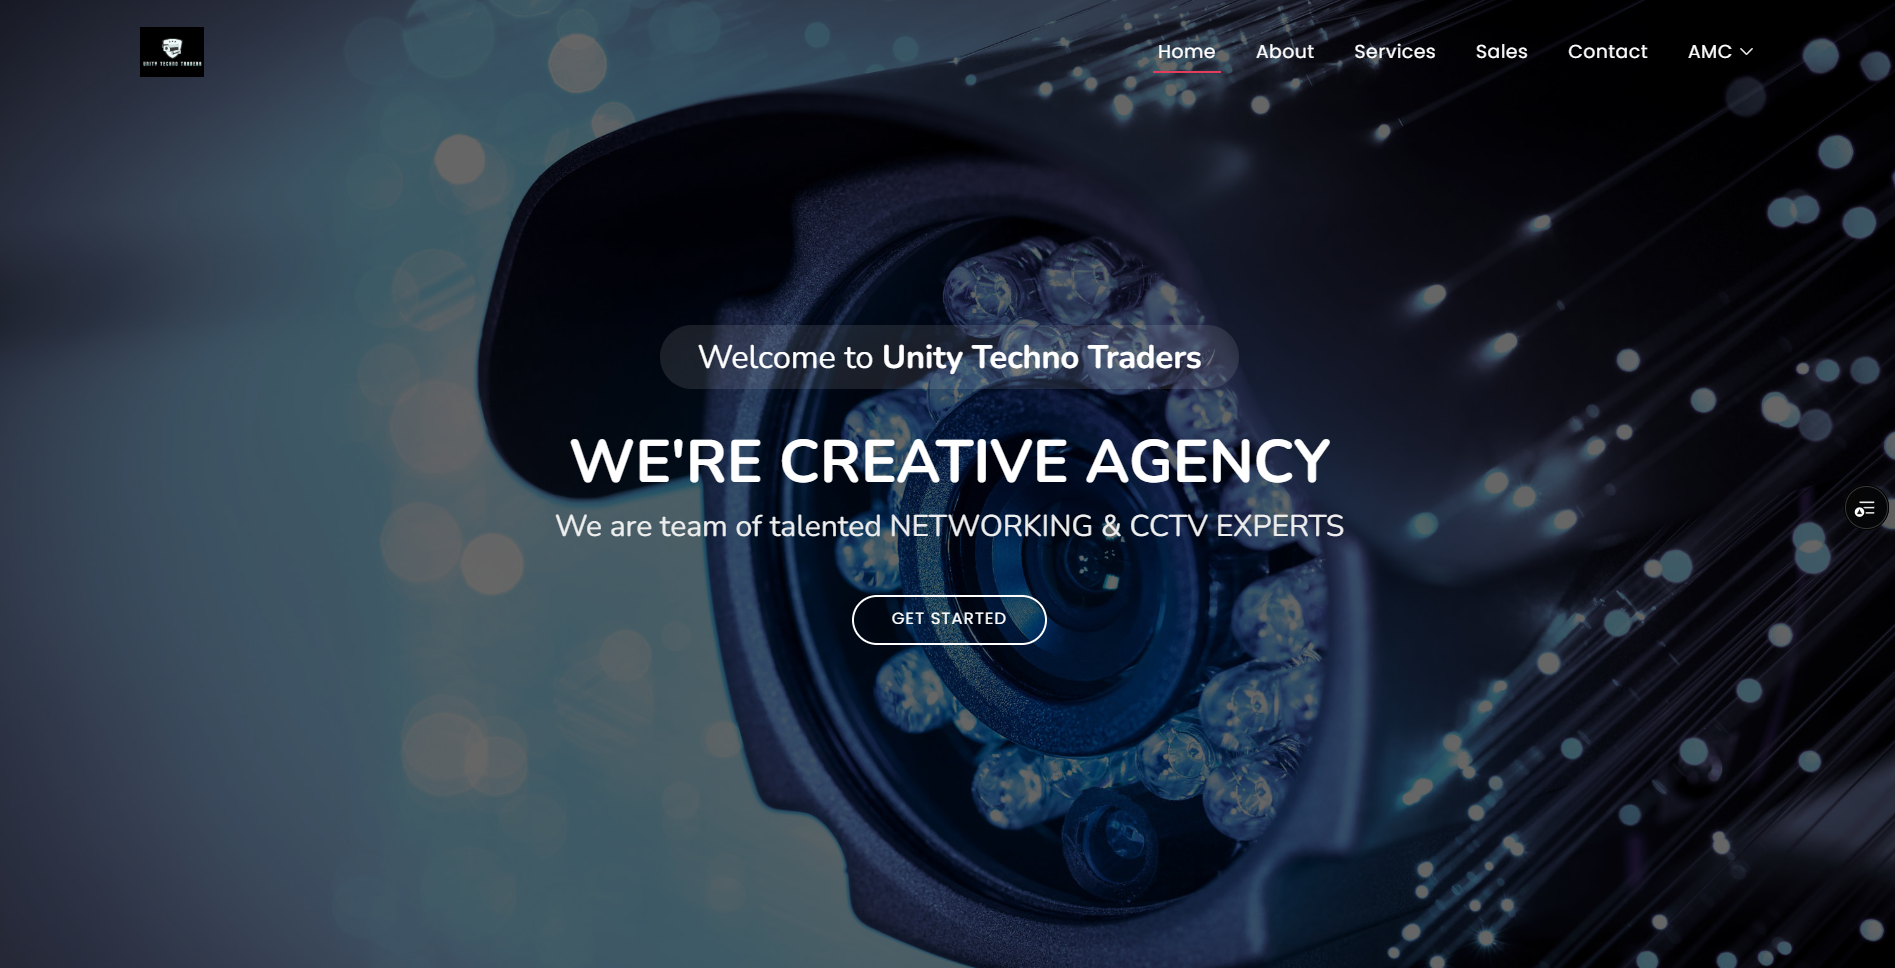 UNITY TECHNO TRADERS
Home About Services Sales Contact AMC
Welcome to Unity Techno Traders
WE'RE CREATIVE AGENCY
We are team of talented NETWORKING & CCTV EXPERTS
GET STARTED